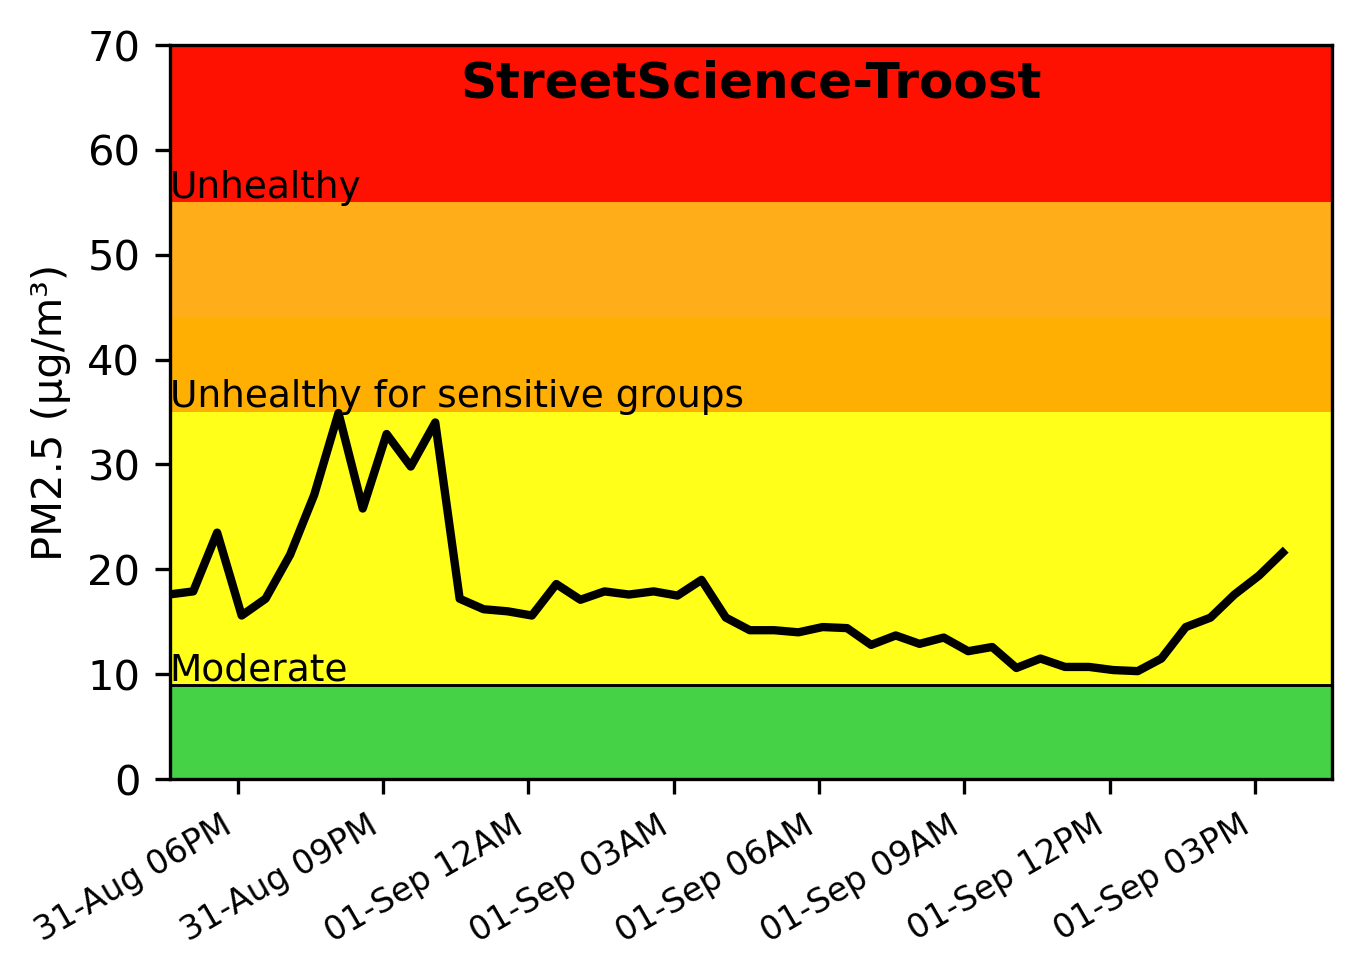 StreetScience-Troost
70
60
50
40
30
20
10
0
PM2.5 (µg/m³)
Unhealthy
Unhealthy for sensitive groups
Moderate
31-Aug 06PM
31-Aug 09PM
01-Sep 12AM
01-Sep 03AM
01-Sep 06AM
01-Sep 09AM
01-Sep 12PM
01-Sep 03PM